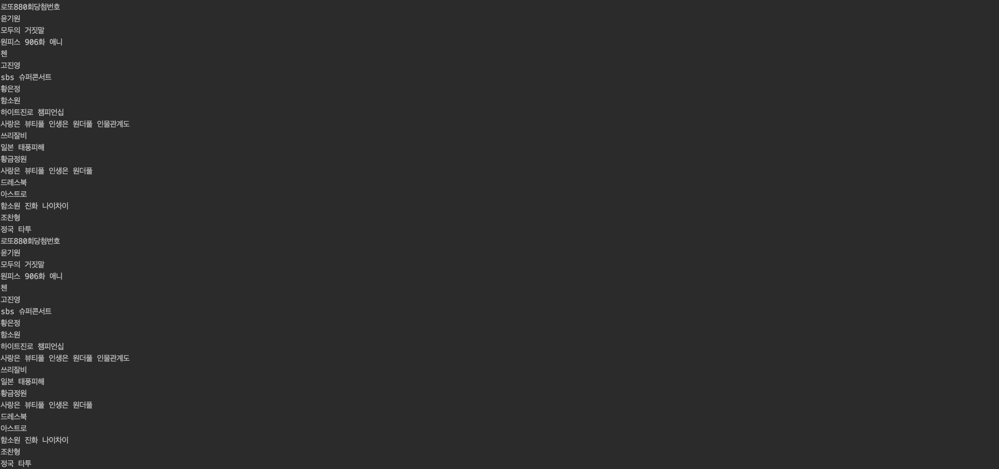 로또880회당첨번호
윤기원
모두의 거짓말
원피스 906화 애니
첸
고진영
sbs 슈퍼콘서트
황은정
함소원
하이트진로 챔피언십
사랑은 뷰티풀 인생은 원더풀 인물관계도
쓰리잘비
일본 태풍피해
황금정원
사랑은 뷰티풀 인생은 원더풀
드레스북
아스트로
함소원 진화 나이차이
조찬형
정국 타투
로또880회당첨번호
윤기원
모두의 거짓말
원피스 906화 애니
첸
고진영
sbs 슈퍼콘서트
황은정
함소원
하이트진로 챔피언십
사랑은 뷰티풀 인생은 원더풀 인물관계도
쓰리잘비
일본 태풍피해
황금정원
사랑은 뷰티풀 인생은 원더풀
드레스북
아스트로
함소원 진화 나이차이
조찬형
정국 타투